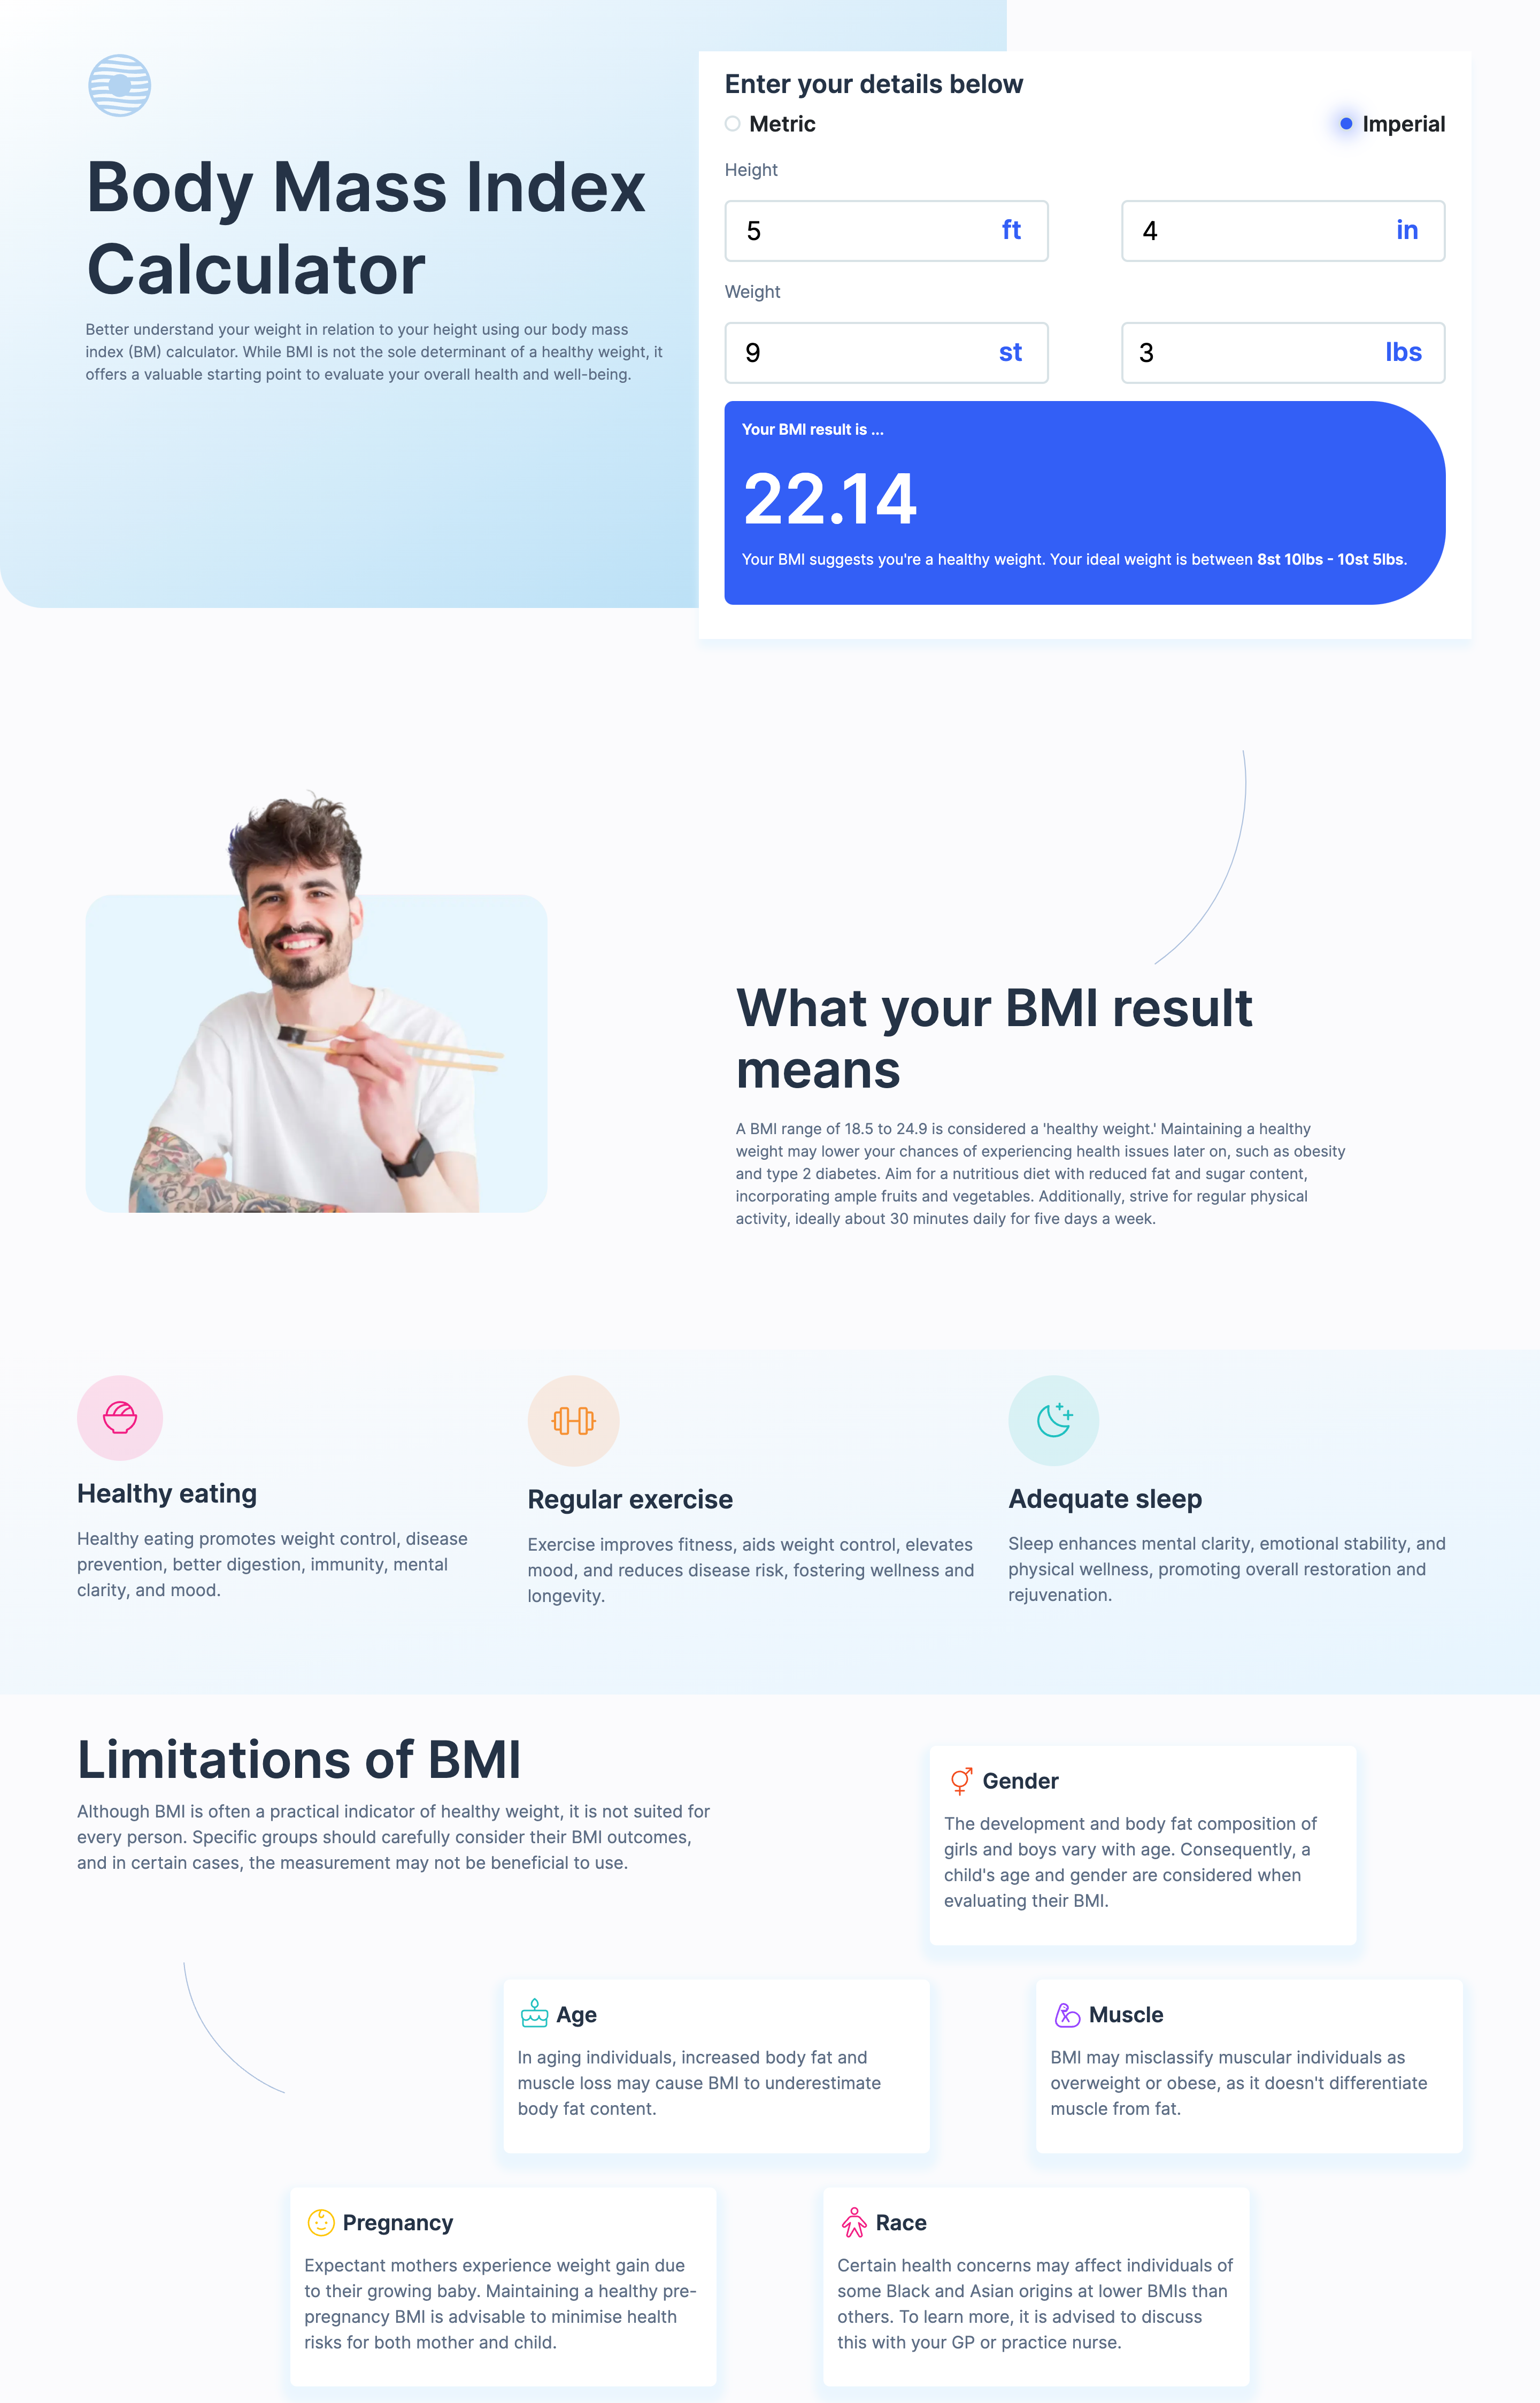 Body Mass Index
Calculator
Better understand your weight in relation to your height using our body mass
index (BM) calculator. While BMI is not the sole determinant of a healthy weight, it
offers a valuable starting point to evaluate your overall health and well-being.
Enter your details below
Metric
Imperial
Height
5 ft
4 in
Weight
9 st
3 lbs
Your BMI result is ...
22.14
Your BMI suggests you're a healthy weight. Your ideal weight is between 8st 10lbs - 10st 5lbs.
What your BMI result
means
A BMI range of 18.5 to 24.9 is considered a 'healthy weight.' Maintaining a healthy
weight may lower your chances of experiencing health issues later on, such as obesity
and type 2 diabetes. Aim for a nutritious diet with reduced fat and sugar content,
incorporating ample fruits and vegetables. Additionally, strive for regular physical
activity, ideally about 30 minutes daily for five days a week.
Healthy eating
Healthy eating promotes weight control, disease
prevention, better digestion, immunity, mental
clarity, and mood.
Regular exercise
Exercise improves fitness, aids weight control, elevates
mood, and reduces disease risk, fostering wellness and
longevity.
Adequate sleep
Sleep enhances mental clarity, emotional stability, and
physical wellness, promoting overall restoration and
rejuvenation.
Limitations of BMI
Although BMI is often a practical indicator of healthy weight, it is not suited for
every person. Specific groups should carefully consider their BMI outcomes,
and in certain cases, the measurement may not be beneficial to use.
Gender
The development and body fat composition of
girls and boys vary with age. Consequently, a
child's age and gender are considered when
evaluating their BMI.
Age
In aging individuals, increased body fat and
muscle loss may cause BMI to underestimate
body fat content.
Muscle
BMI may misclassify muscular individuals as
overweight or obese, as it doesn't differentiate
muscle from fat.
Pregnancy
Expectant mothers experience weight gain due
to their growing baby. Maintaining a healthy pre-
pregnancy BMI is advisable to minimise health
risks for both mother and child.
Race
Certain health concerns may affect individuals of
some Black and Asian origins at lower BMIs than
others. To learn more, it is advised to discuss
this with your GP or practice nurse.